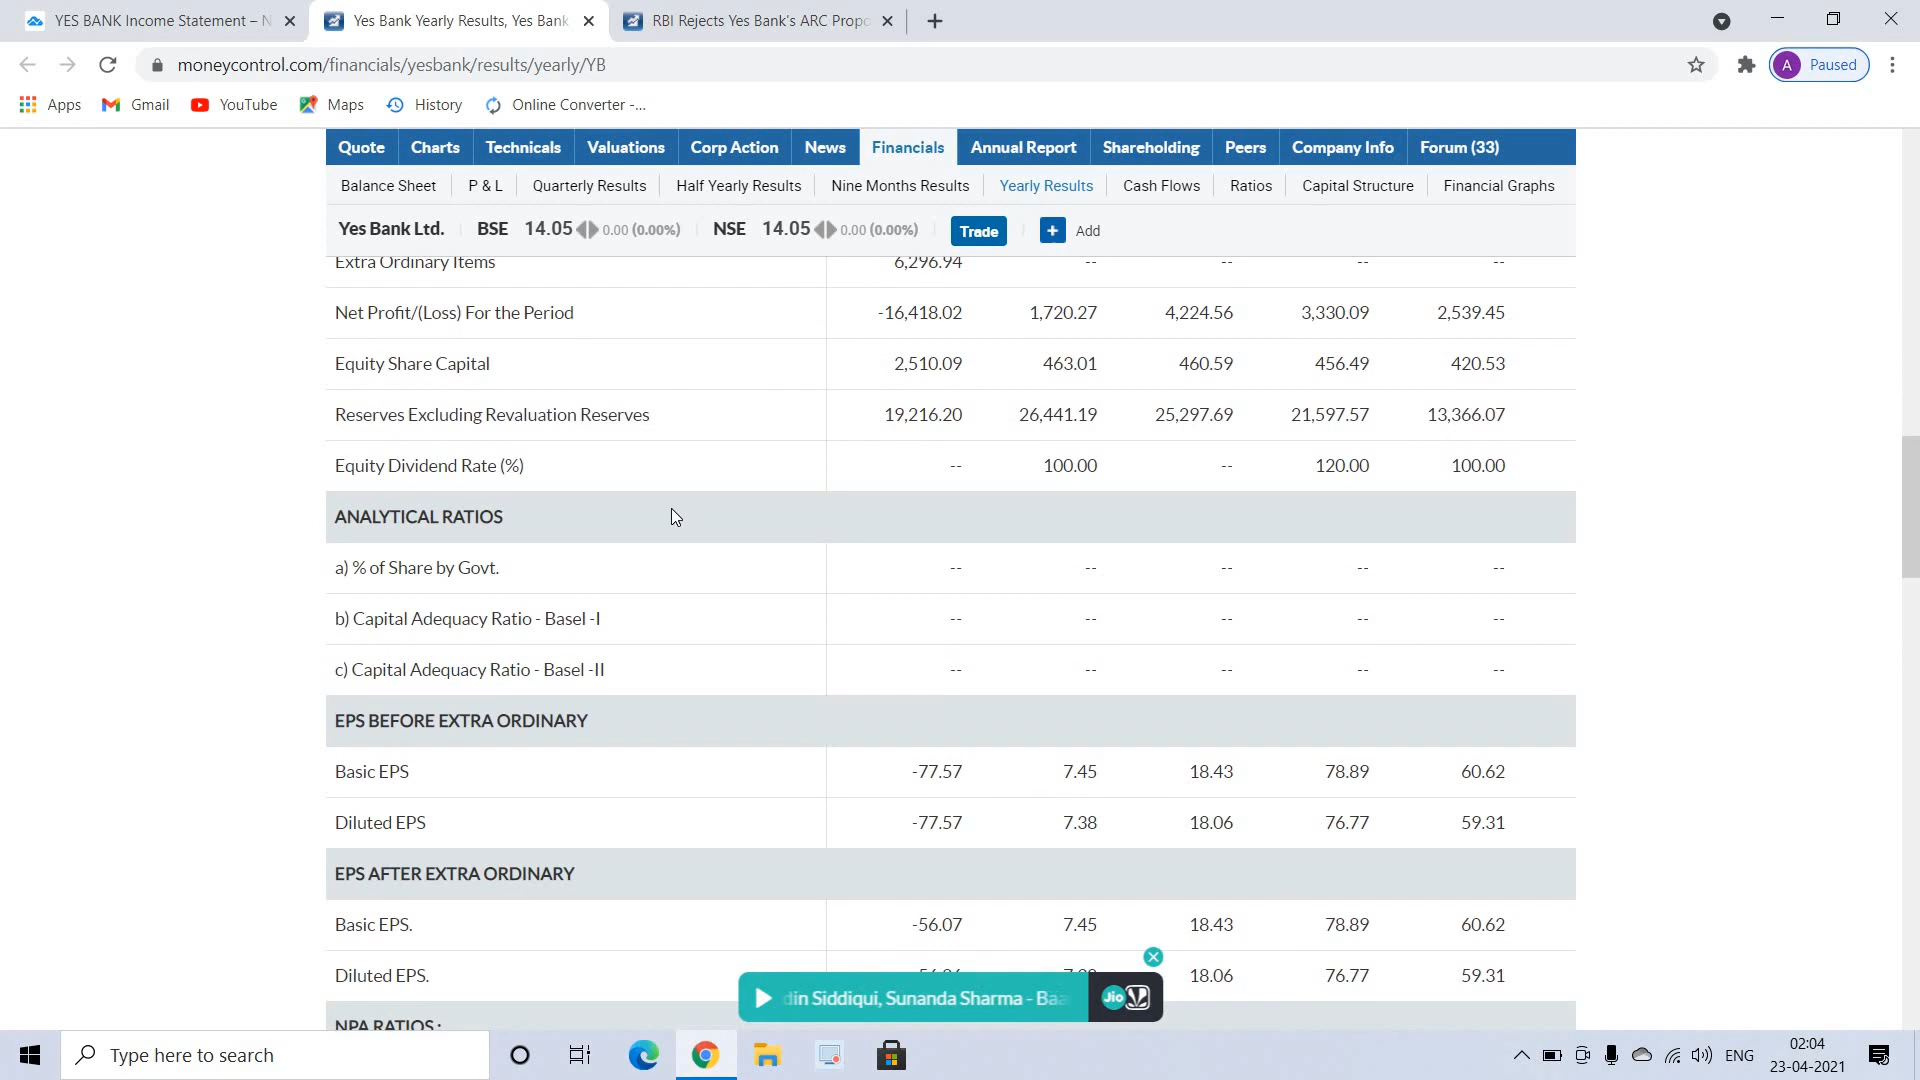 YES BANK Income Statement – N
Yes Bank Yearly Results, Yes Bank
RBI Rejects Yes Bank's ARC Propo
moneycontrol.com/financials/yesbank/results/yearly/YB
A Paused
Apps Gmail YouTube Maps History Online Converter -...
Quote Charts Technicals Valuations Corp Action News Financials Annual Report Shareholding Peers Company Info Forum (33)
Balance Sheet P & L Quarterly Results Half Yearly Results Nine Months Results Yearly Results Cash Flows Ratios Capital Structure Financial Graphs
Yes Bank Ltd. BSE 14.05 0.00 (0.00%) NSE 14.05 0.00 (0.00%) Trade + Add
Extra Ordinary Items 6,296.94 -- -- -- --
Net Profit/(Loss) For the Period -16,418.02 1,720.27 4,224.56 3,330.09 2,539.45
Equity Share Capital 2,510.09 463.01 460.59 456.49 420.53
Reserves Excluding Revaluation Reserves 19,216.20 26,441.19 25,297.69 21,597.57 13,366.07
Equity Dividend Rate (%) -- 100.00 -- 120.00 100.00
ANALYTICAL RATIOS
a) % of Share by Govt. -- -- -- -- --
b) Capital Adequacy Ratio - Basel -I -- -- -- -- --
c) Capital Adequacy Ratio - Basel -II -- -- -- -- --
EPS BEFORE EXTRA ORDINARY
Basic EPS -77.57 7.45 18.43 78.89 60.62
Diluted EPS -77.57 7.38 18.06 76.77 59.31
EPS AFTER EXTRA ORDINARY
Basic EPS. -56.07 7.45 18.43 78.89 60.62
Diluted EPS. 18.06 76.77 59.31
din Siddiqui, Sunanda Sharma - Baa
Jio
NPA RATIOS :
Type here to search
ENG
02:04
23-04-2021